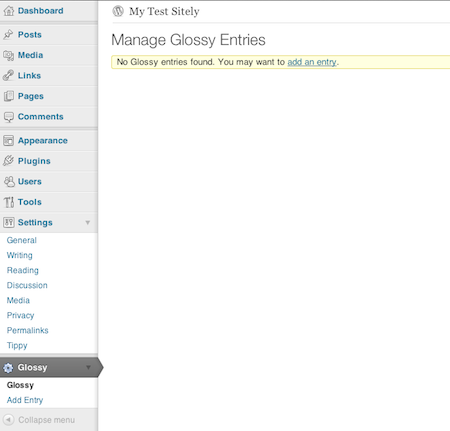 Dashboard
Posts
Media
Links
Pages
Comments
Appearance
Plugins
Users
Tools
Settings
General
Writing
Reading
Discussion
Media
Privacy
Permalinks
Tippy
Glossy
Glossy
Add Entry
Collapse menu
My Test Sitely
Manage Glossy Entries
No Glossy entries found. You may want to add an entry.